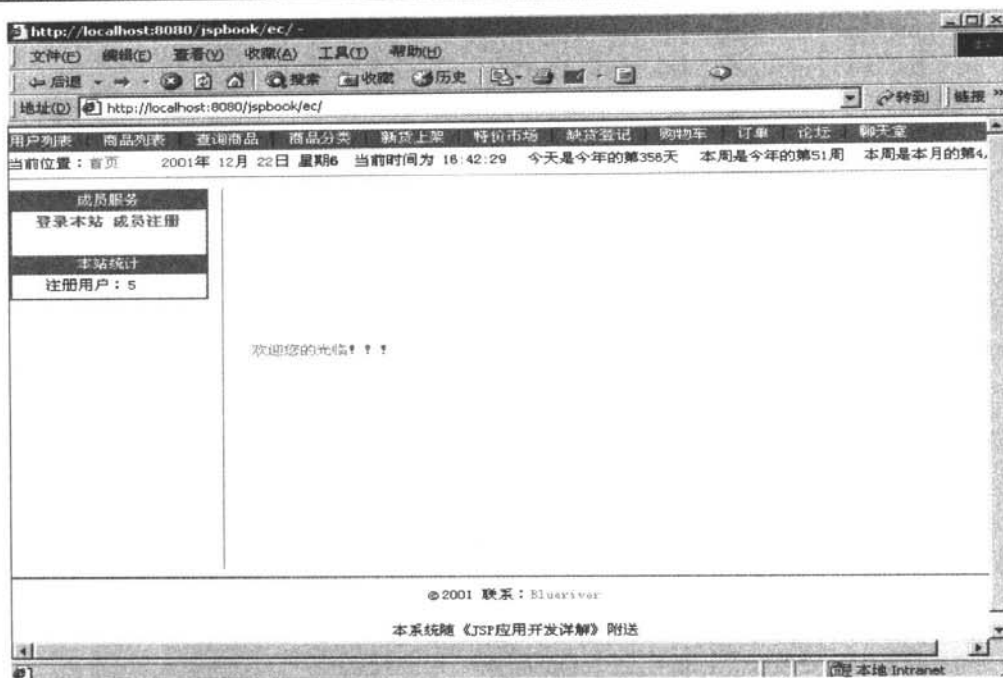 http://localhost:8080/jspbook/ec/ -
文件(F) 编辑(E) 查看(V) 收藏(A) 工具(T) 帮助(H)
后退 搜索 收藏 历史
地址(D) http://localhost:8080/jspbook/ec/ 转到 链接 »
用户列表 商品列表 查询商品 商品分类 新货上架 特价市场 缺货登记 购物车 订单 论坛 聊天室
当前位置：首页 2001年 12月 22日 星期6 当前时间为 16:42:29 今天是今年的第356天 本周是今年的第51周 本周是本月的第4
成员服务
登录本站 成员注册
本站统计
注册用户：5
欢迎您的光临！！！
©2001 联系：Blueriver
本系统随《JSP应用开发详解》附送
本地 Intranet